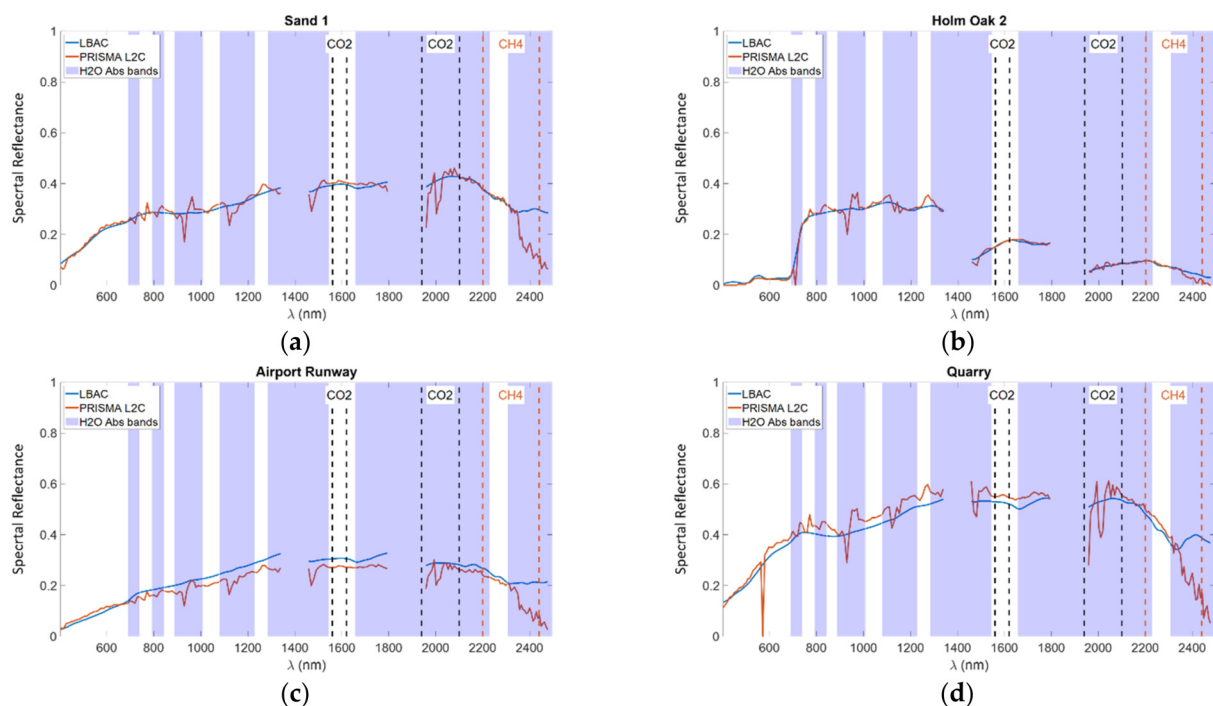 Sand 1
LBAC
PRISMA L2C
H2O Abs bands
CO2
CO2
CH4
1
0.8
0.6
0.4
0.2
0
Specrtal Reflectance
600 800 1000 1200 1400 1600 1800 2000 2200 2400
λ (nm)
(a)
Holm Oak 2
LBAC
PRISMA L2C
H2O Abs bands
CO2
CO2
CH4
1
0.8
0.6
0.4
0.2
0
Specrtal Reflectance
600 800 1000 1200 1400 1600 1800 2000 2200 2400
λ (nm)
(b)
Airport Runway
LBAC
PRISMA L2C
H2O Abs bands
CO2
CO2
CH4
1
0.8
0.6
0.4
0.2
0
Specrtal Reflectance
600 800 1000 1200 1400 1600 1800 2000 2200 2400
λ (nm)
(c)
Quarry
LBAC
PRISMA L2C
H2O Abs bands
CO2
CO2
CH4
1
0.8
0.6
0.4
0.2
0
Specrtal Reflectance
600 800 1000 1200 1400 1600 1800 2000 2200 2400
λ (nm)
(d)